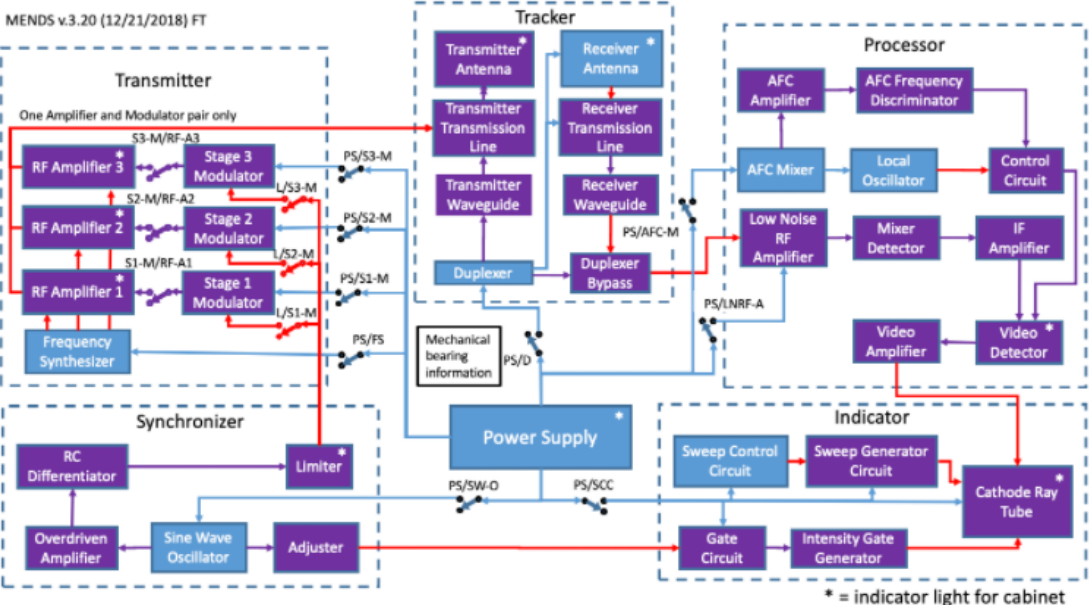 MENDS v.3.20 (12/21/2018) FT
Transmitter
One Amplifier and Modulator pair only
S3-M/RF-A3
RF Amplifier 3 *
Stage 3
Modulator
PS/S3-M
L/S3-M
S2-M/RF-A2
RF Amplifier 2 *
Stage 2
Modulator
PS/S2-M
L/S2-M
S1-M/RF-A1
RF Amplifier 1 *
Stage 1
Modulator
PS/S1-M
L/S1-M
Frequency
Synthesizer
PS/FS
Tracker
Transmitter *
Antenna
Receiver *
Antenna
Transmitter
Transmission
Line
Receiver
Transmission
Line
Transmitter
Waveguide
Receiver
Waveguide
PS/AFC-M
Duplexer
Duplexer
Bypass
Mechanical
bearing
information
PS/D
PS/LNRF-A
Processor
AFC
Amplifier
AFC Frequency
Discriminator
AFC Mixer
Local
Oscillator
Control
Circuit
Low Noise
RF
Amplifier
Mixer
Detector
IF
Amplifier
Video
Amplifier
Video *
Detector
Power Supply *
PS/SW-O
PS/SCC
Synchronizer
RC
Differentiator
Limiter *
Overdriven
Amplifier
Sine Wave
Oscillator
Adjuster
Indicator
Sweep Control
Circuit
Sweep Generator
Circuit
Cathode Ray *
Tube
Gate
Circuit
Intensity Gate
Generator
* = indicator light for cabinet